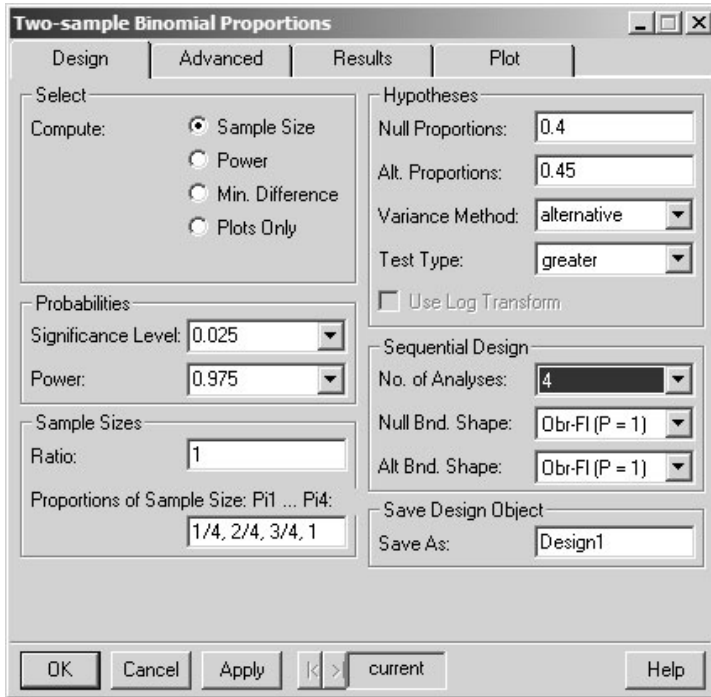 Two-sample Binomial Proportions
Design
Advanced
Results
Plot
Select
Compute:
Sample Size
Power
Min. Difference
Plots Only
Probabilities
Significance Level: 0.025
Power: 0.975
Sample Sizes
Ratio: 1
Proportions of Sample Size: Pi1 ... Pi4:
1/4, 2/4, 3/4, 1
Hypotheses
Null Proportions: 0.4
Alt. Proportions: 0.45
Variance Method: alternative
Test Type: greater
Use Log Transform
Sequential Design
No. of Analyses: 4
Null Bnd. Shape: Obr-Fl (P = 1)
Alt Bnd. Shape: Obr-Fl (P = 1)
Save Design Object
Save As: Design1
OK
Cancel
Apply
current
Help